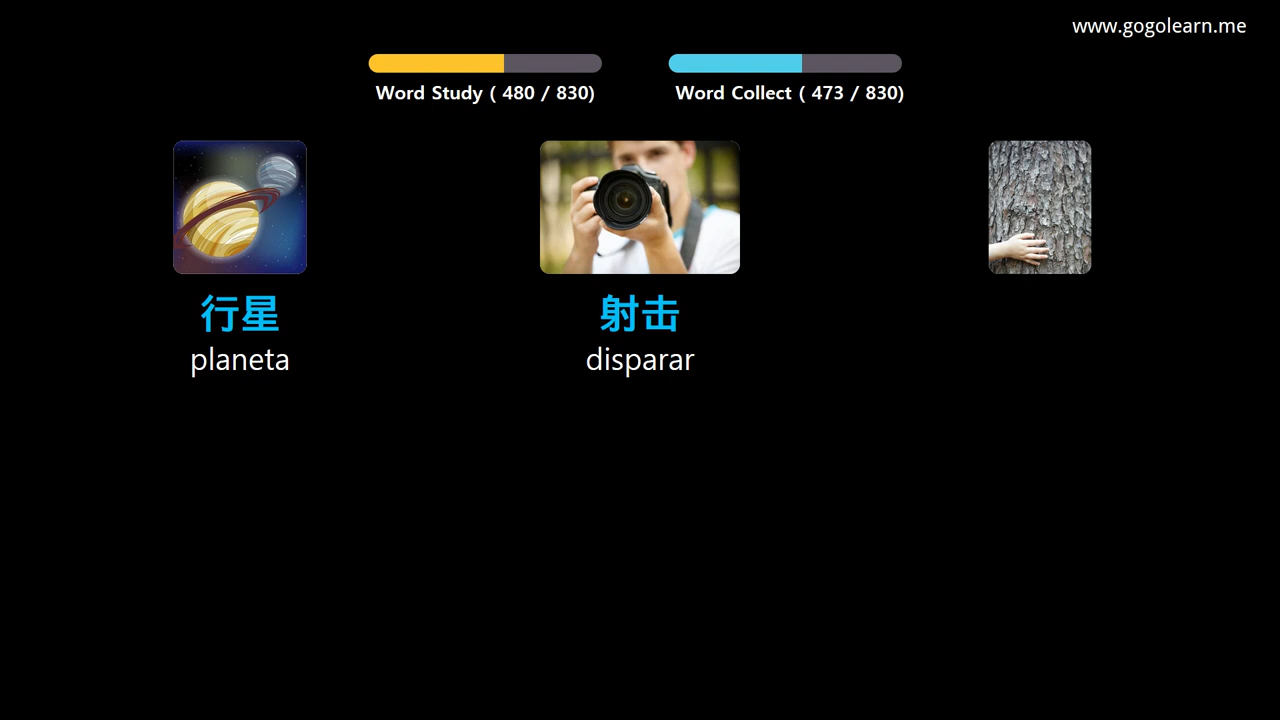 www.gogolearn.me
Word Study ( 480 / 830)
Word Collect ( 473 / 830)
行星
planeta
射击
disparar